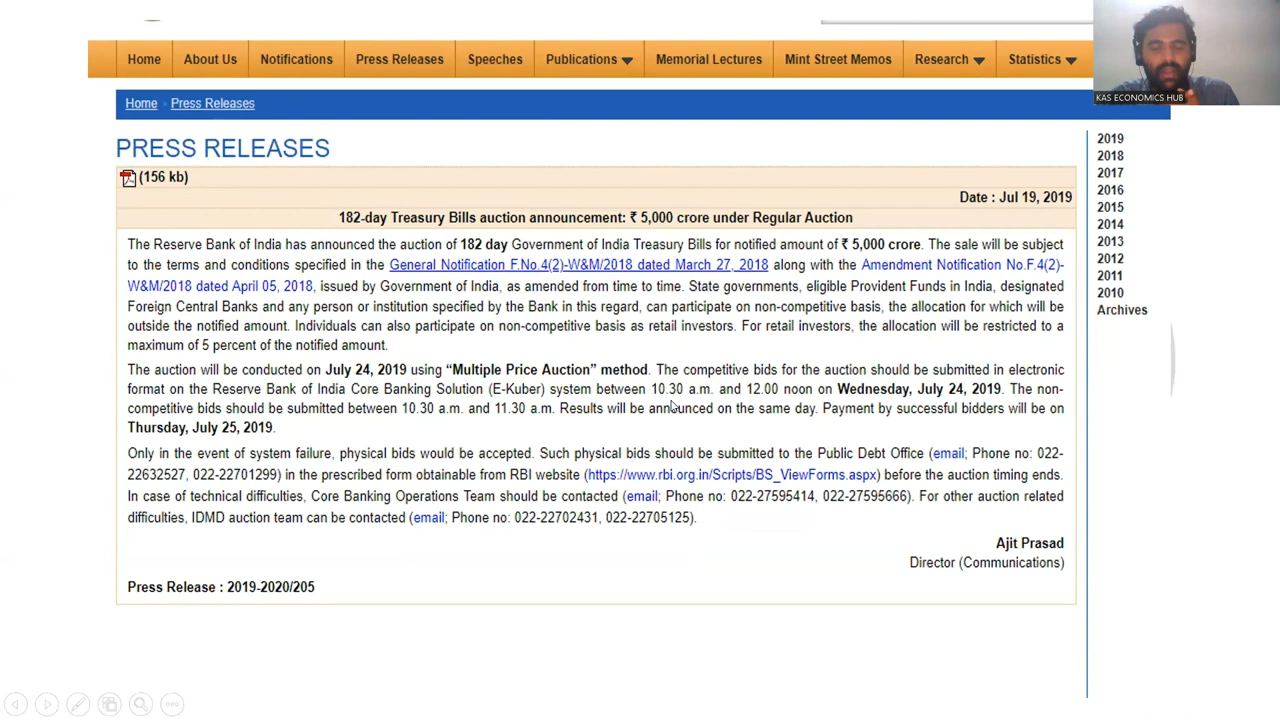 Home About Us Notifications Press Releases Speeches Publications Memorial Lectures Mint Street Memos Research Statistics
KAS ECONOMICS HUB
Home Press Releases
PRESS RELEASES
(156 kb)
Date : Jul 19, 2019
182-day Treasury Bills auction announcement: ₹ 5,000 crore under Regular Auction
The Reserve Bank of India has announced the auction of 182 day Government of India Treasury Bills for notified amount of ₹ 5,000 crore. The sale will be subject
to the terms and conditions specified in the General Notification F.No.4(2)-W&M/2018 dated March 27, 2018 along with the Amendment Notification No.F.4(2)-
W&M/2018 dated April 05, 2018, issued by Government of India, as amended from time to time. State governments, eligible Provident Funds in India, designated
Foreign Central Banks and any person or institution specified by the Bank in this regard, can participate on non-competitive basis, the allocation for which will be
outside the notified amount. Individuals can also participate on non-competitive basis as retail investors. For retail investors, the allocation will be restricted to a
maximum of 5 percent of the notified amount.
The auction will be conducted on July 24, 2019 using “Multiple Price Auction” method. The competitive bids for the auction should be submitted in electronic
format on the Reserve Bank of India Core Banking Solution (E-Kuber) system between 10.30 a.m. and 12.00 noon on Wednesday, July 24, 2019. The non-
competitive bids should be submitted between 10.30 a.m. and 11.30 a.m. Results will be announced on the same day. Payment by successful bidders will be on
Thursday, July 25, 2019.
Only in the event of system failure, physical bids would be accepted. Such physical bids should be submitted to the Public Debt Office (email; Phone no: 022-
22632527, 022-22701299) in the prescribed form obtainable from RBI website (https://www.rbi.org.in/Scripts/BS_ViewForms.aspx) before the auction timing ends.
In case of technical difficulties, Core Banking Operations Team should be contacted (email; Phone no: 022-27595414, 022-27595666). For other auction related
difficulties, IDMD auction team can be contacted (email; Phone no: 022-22702431, 022-22705125).
Ajit Prasad
Director (Communications)
Press Release : 2019-2020/205
2019
2018
2017
2016
2015
2014
2013
2012
2011
2010
Archives